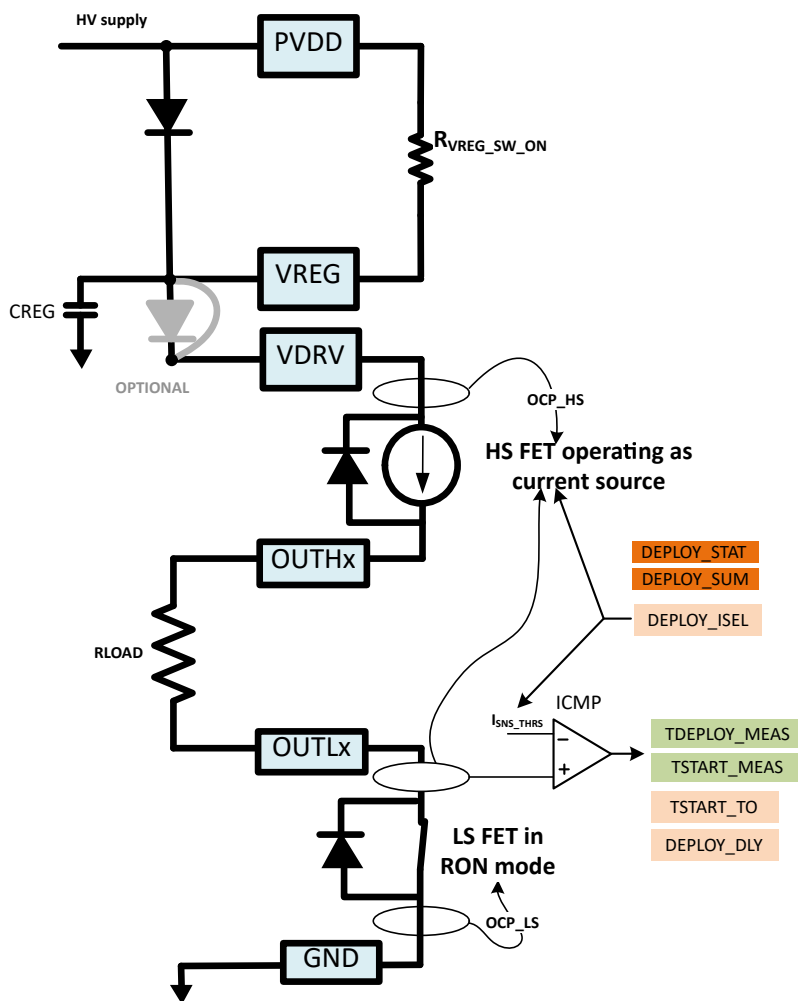 HV supply
PVDD
RVREG_SW_ON
VREG
CREG
VDRV
OPTIONAL
OCP_HS
HS FET operating as
current source
OUTHx
DEPLOY_STAT
DEPLOY_SUM
DEPLOY_ISEL
RLOAD
ICMP
ISNS_THRS
OUTLx
TDEPLOY_MEAS
TSTART_MEAS
TSTART_TO
DEPLOY_DLY
LS FET in
RON mode
OCP_LS
GND